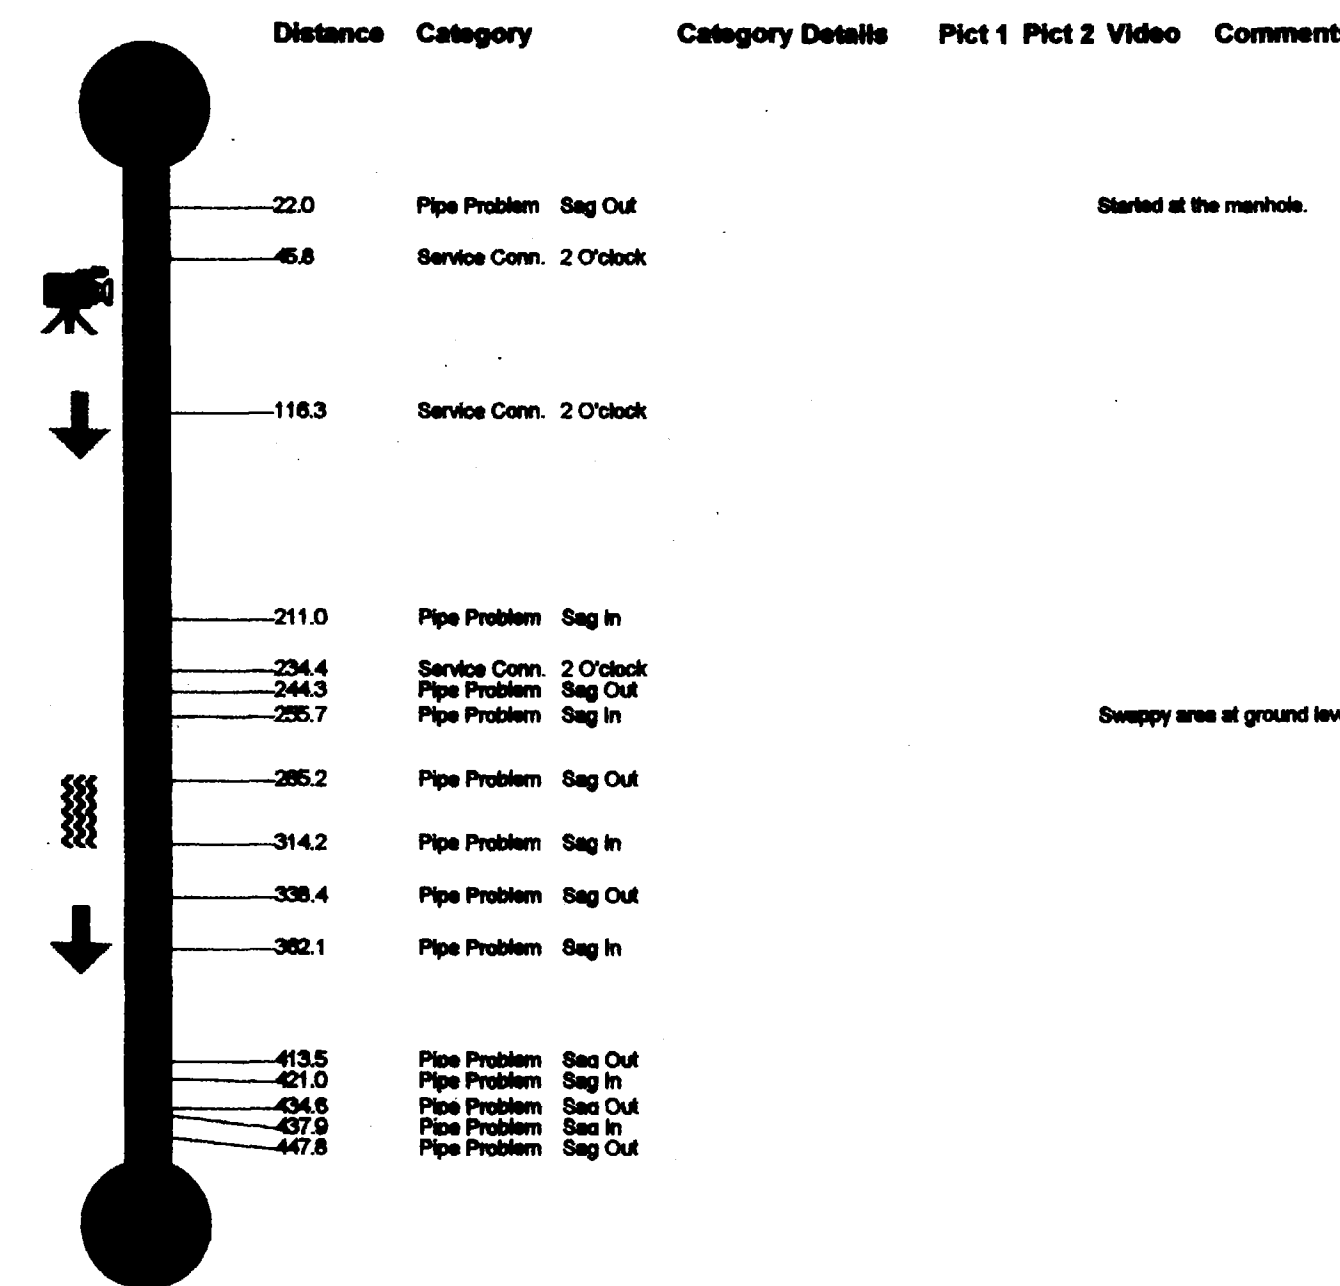 Distance Category Category Details Pict 1 Pict 2 Video Comment
22.0 Pipe Problem Sag Out Started at the manhole.
45.8 Service Conn. 2 O'clock
116.3 Service Conn. 2 O'clock
211.0 Pipe Problem Sag In
234.4 Service Conn. 2 O'clock
244.3 Pipe Problem Sag Out
255.7 Pipe Problem Sag In Swappy area at ground lev
285.2 Pipe Problem Sag Out
314.2 Pipe Problem Sag In
338.4 Pipe Problem Sag Out
362.1 Pipe Problem Sag In
413.5 Pipe Problem Sag Out
421.0 Pipe Problem Sag In
434.6 Pipe Problem Sag Out
437.9 Pipe Problem Sag In
447.8 Pipe Problem Sag Out